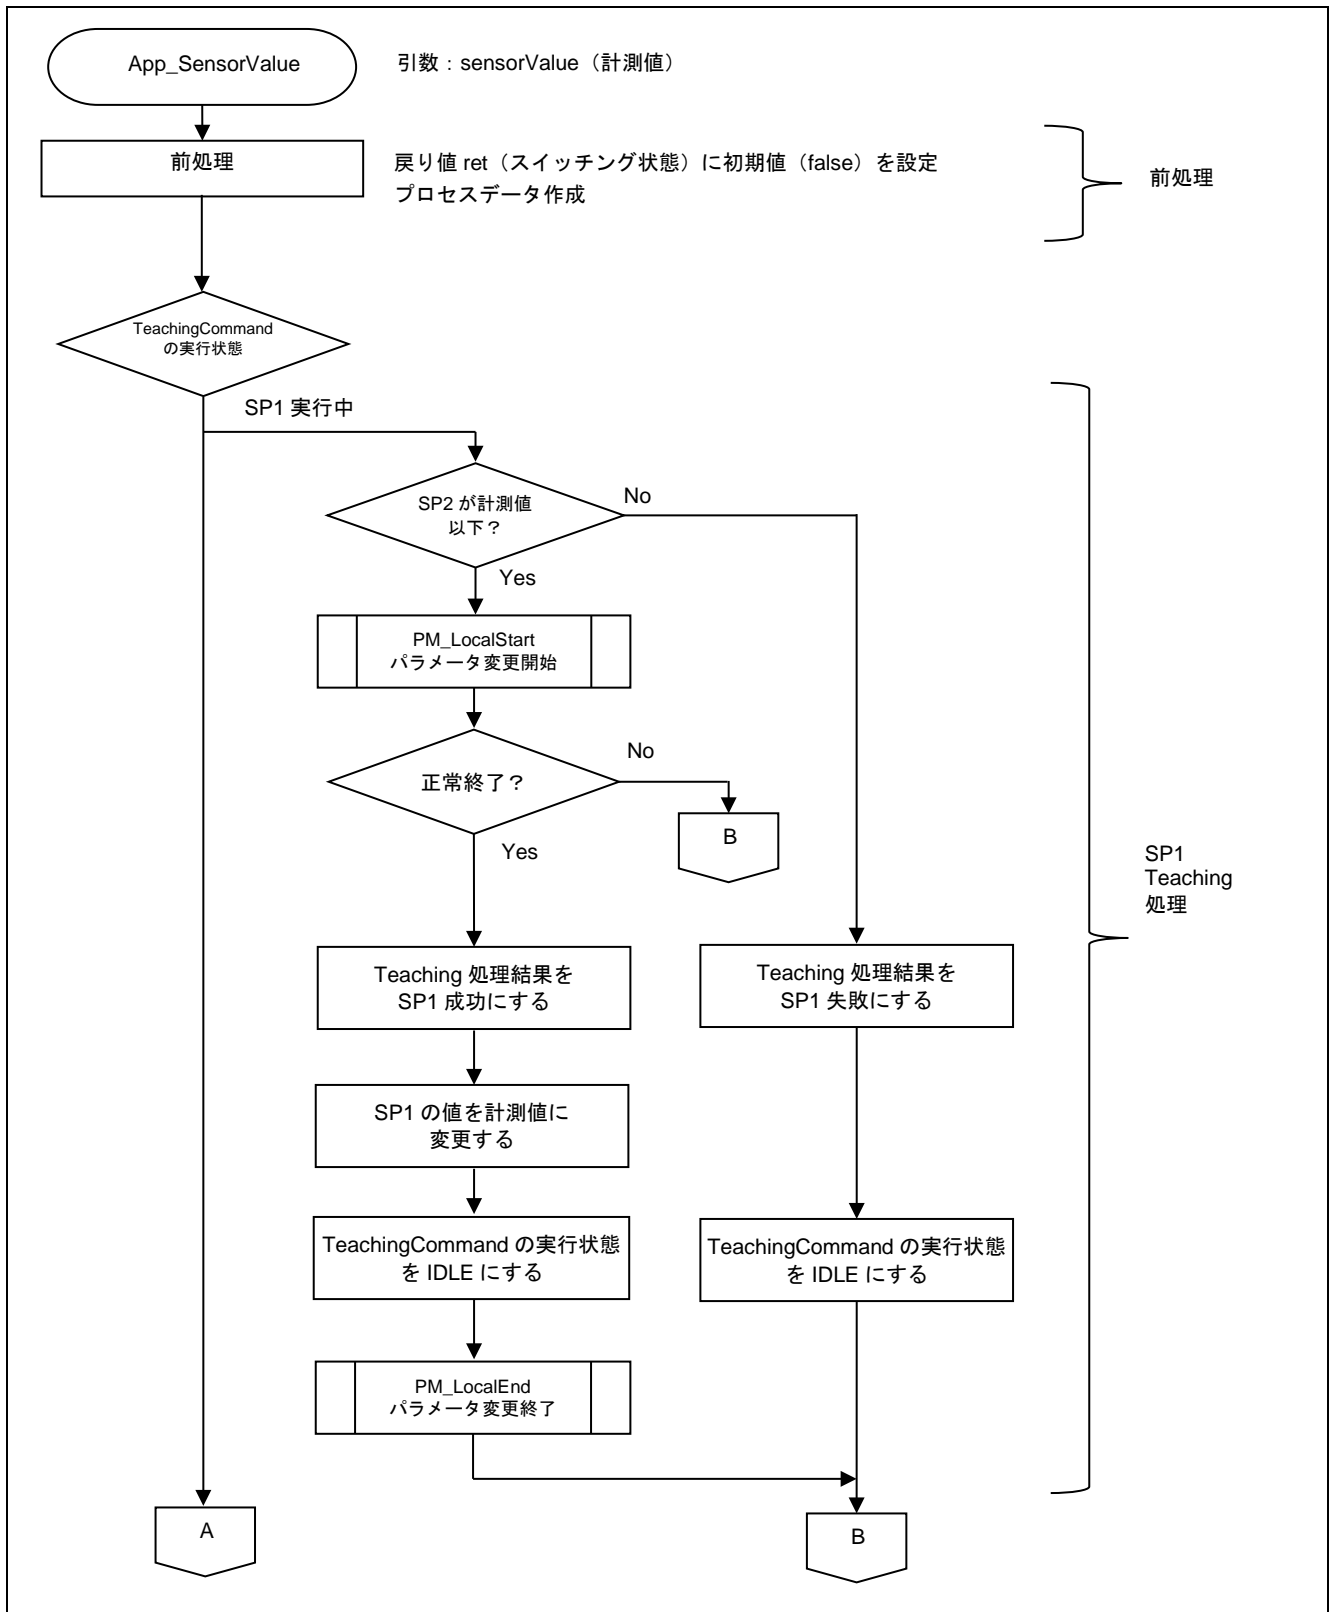 App_SensorValue
引数：sensorValue（計測値）
前処理
戻り値 ret（スイッチング状態）に初期値（false）を設定
プロセスデータ作成
前処理
TeachingCommand
の実行状態
SP1 実行中
SP2 が計測値
以下？
No
Yes
PM_LocalStart
パラメータ変更開始
正常終了？
No
B
Yes
SP1
Teaching
処理
Teaching 処理結果を
SP1 成功にする
Teaching 処理結果を
SP1 失敗にする
SP1 の値を計測値に
変更する
TeachingCommand の実行状態
を IDLE にする
TeachingCommand の実行状態
を IDLE にする
PM_LocalEnd
パラメータ変更終了
A
B